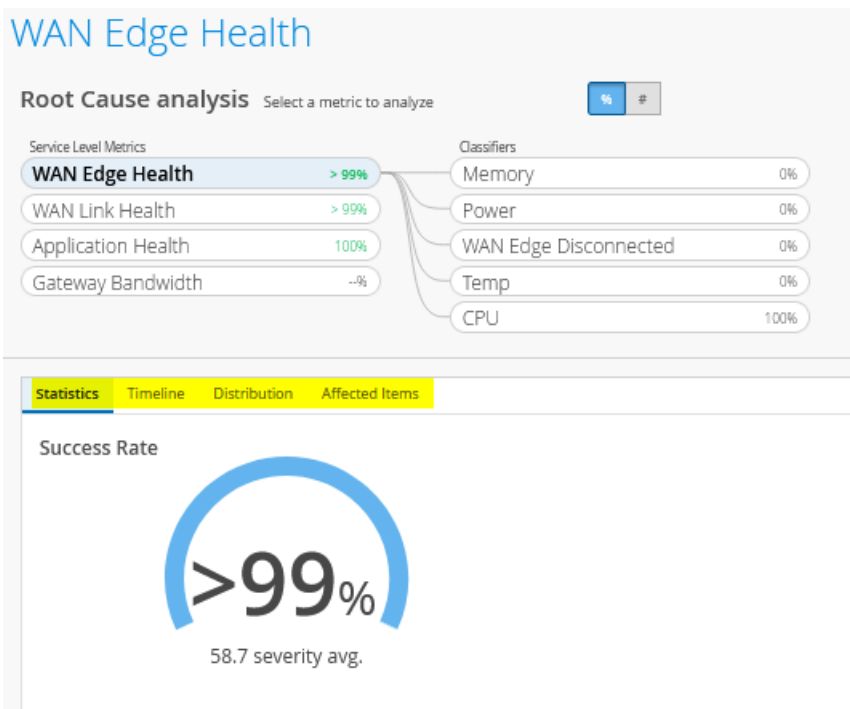 WAN Edge Health
Root Cause analysis Select a metric to analyze % #
Service Level Metrics
WAN Edge Health > 99%
WAN Link Health > 99%
Application Health 100%
Gateway Bandwidth --%
Classifiers
Memory 0%
Power 0%
WAN Edge Disconnected 0%
Temp 0%
CPU 100%
Statistics Timeline Distribution Affected Items
Success Rate
>99%
58.7 severity avg.